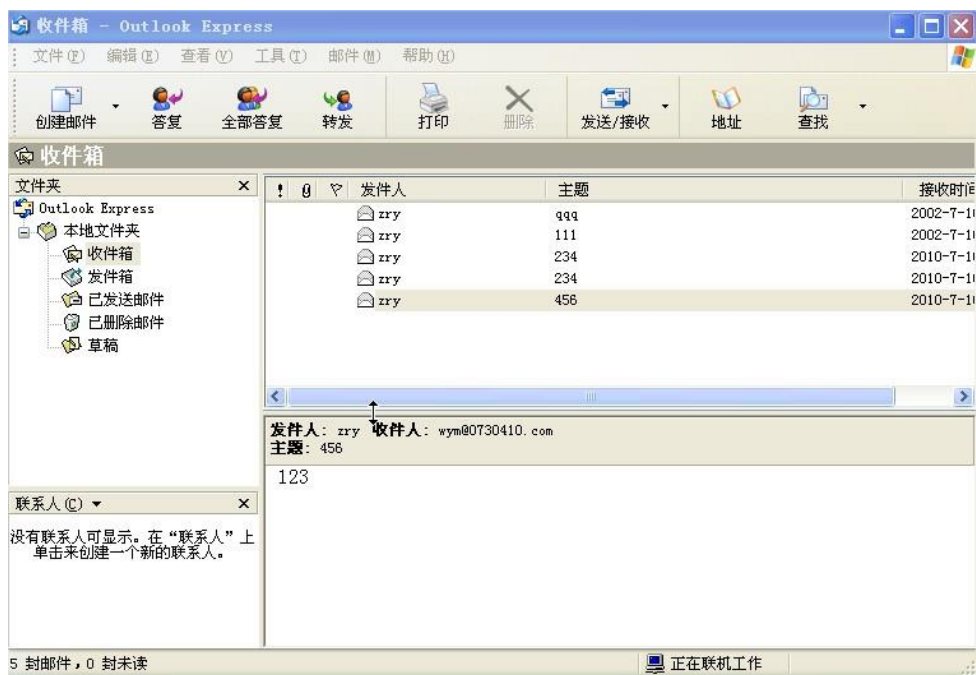 收件箱 - Outlook Express
文件(F) 编辑(E) 查看(V) 工具(T) 邮件(M) 帮助(H)
创建邮件 答复 全部答复 转发 打印 删除 发送/接收 地址 查找
收件箱
文件夹
Outlook Express
本地文件夹
收件箱
发件箱
已发送邮件
已删除邮件
草稿
! 发件人 主题 接收时间
zry qqq 2002-7-1
zry 111 2002-7-1
zry 234 2010-7-1
zry 234 2010-7-1
zry 456 2010-7-1
发件人: zry 收件人: wym@0730410.com
主题: 456
123
联系人(C)
没有联系人可显示。在“联系人”上
单击来创建一个新的联系人。
5 封邮件，0 封未读
正在联机工作